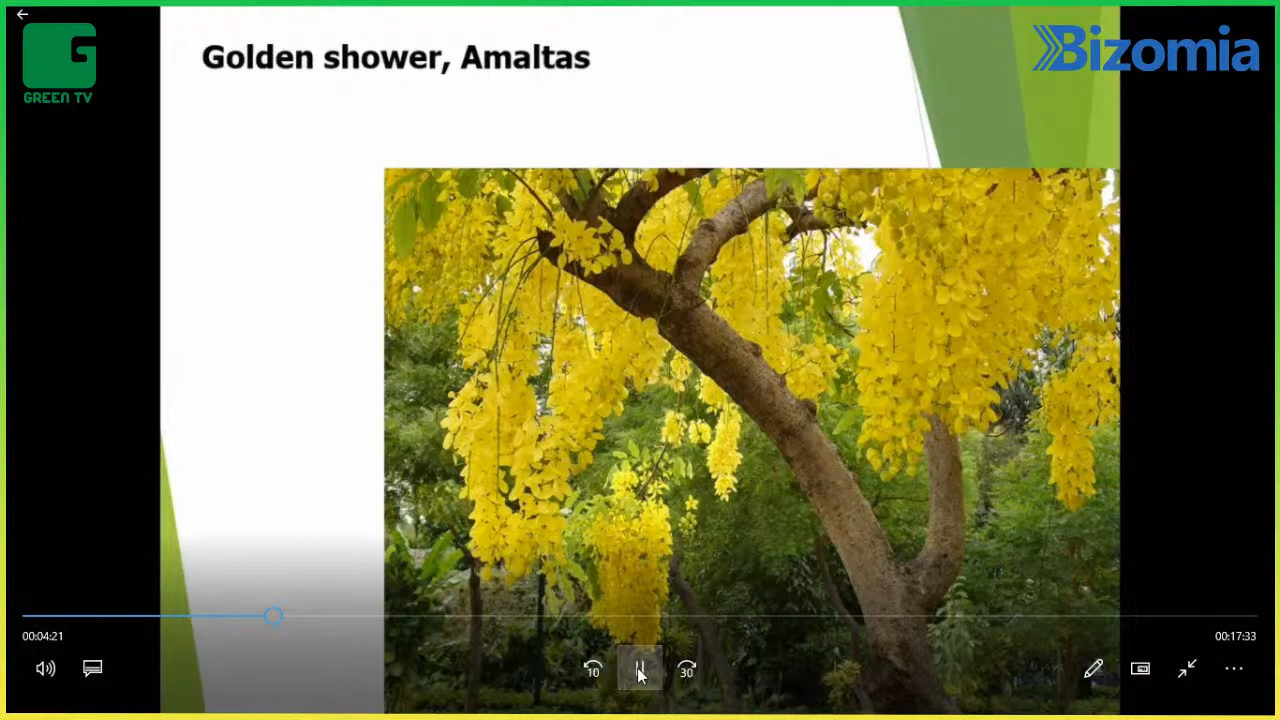 Golden shower, Amaltas
G
GREEN TV
Bizomia
00:04:21
00:17:33
10
30